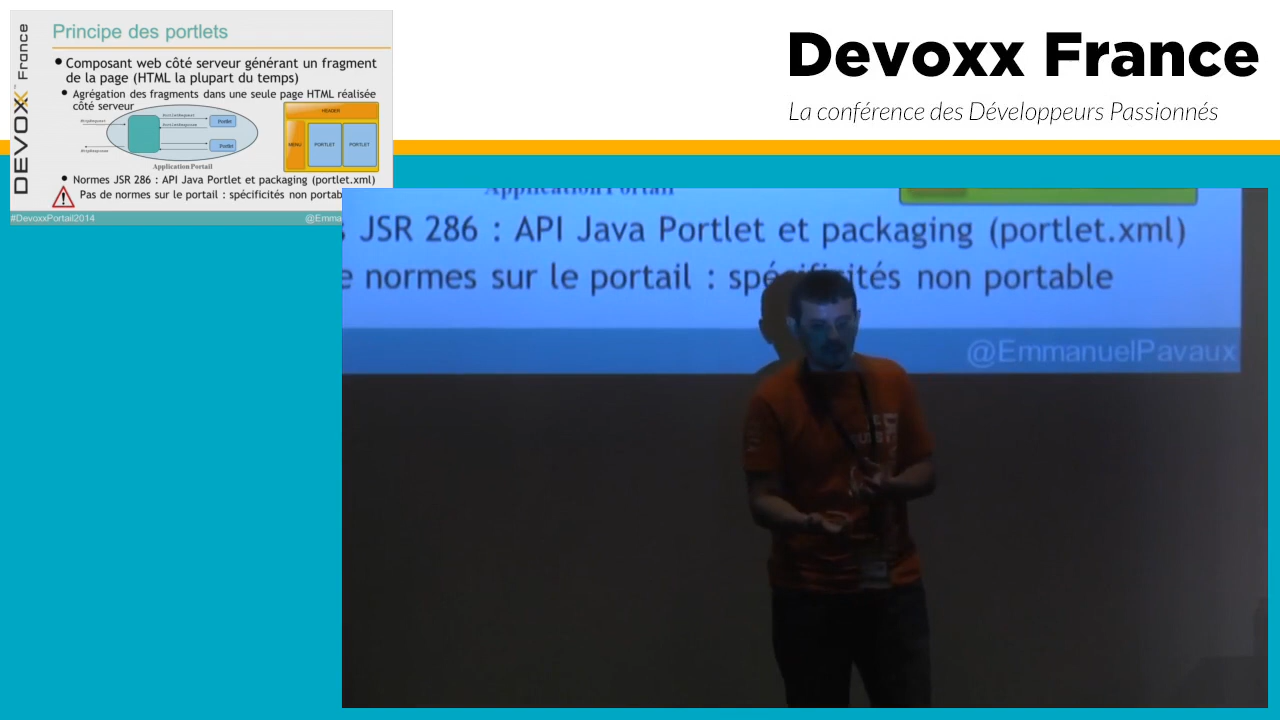 Principe des portlets
Composant web côté serveur générant un fragment
de la page (HTML la plupart du temps)
Agrégation des fragments dans une seule page HTML réalisée
côté serveur
HttpRequest
PortletRequest
PortletResponse
Portlet
Portlet
HttpResponse
Application Portail
HEADER
MENU
PORTLET
PORTLET
Normes JSR 286 : API Java Portlet et packaging (portlet.xml)
Pas de normes sur le portail : spécificités non portab
#DevoxxPortail2014
@Emma
DEVOXX France
Devoxx France
La conférence des Développeurs Passionnés
Application Portail
JSR 286 : API Java Portlet et packaging (portlet.xml)
e normes sur le portail : spécificités non portable
@EmmanuelPavaux